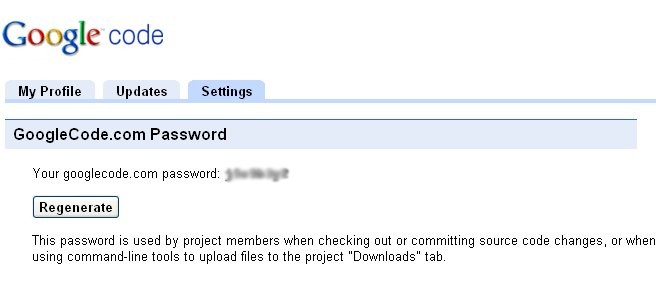 Google code
My Profile Updates Settings
GoogleCode.com Password
Your googlecode.com password:
Regenerate
This password is used by project members when checking out or committing source code changes, or when
using command-line tools to upload files to the project "Downloads" tab.